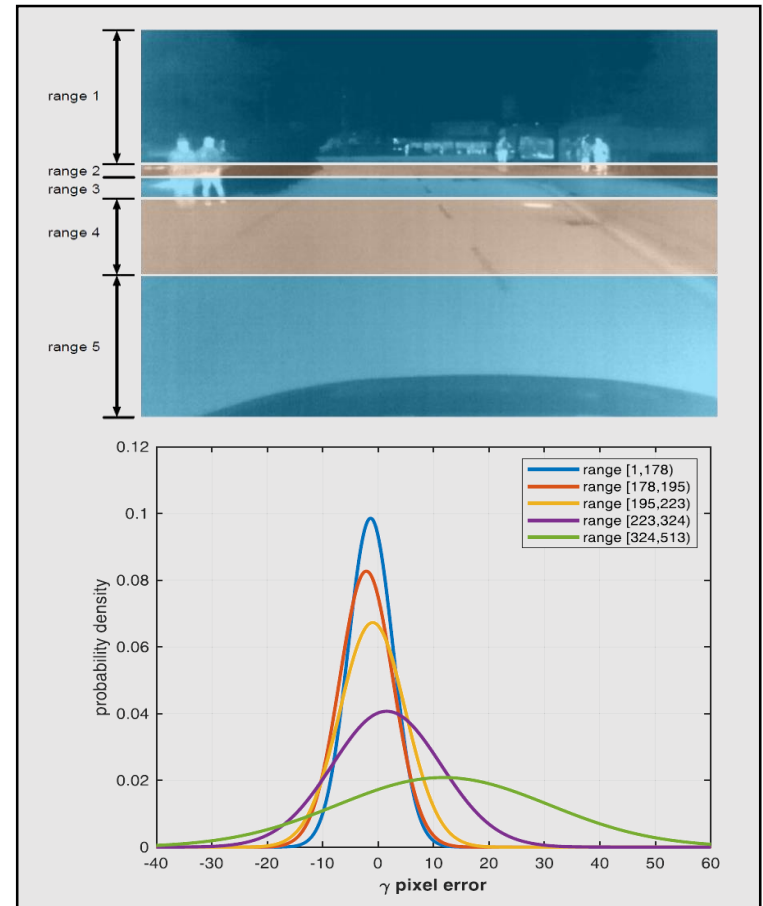 range 1
range 2
range 3
range 4
range 5
0.12
0.1
0.08
0.06
0.04
0.02
0
probability density
range [1,178)
range [178,195)
range [195,223)
range [223,324)
range [324,513)
-40 -30 -20 -10 0 10 20 30 40 50 60
γ pixel error